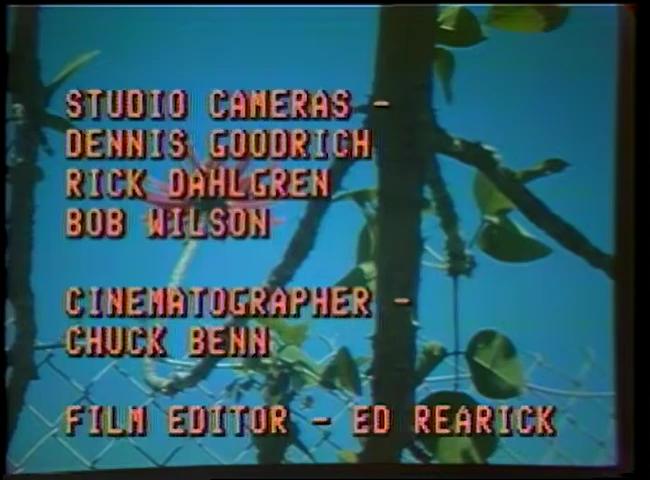 STUDIO CAMERAS -
DENNIS GOODRICH
RICK DAHLGREN
BOB WILSON
CINEMATOGRAPHER -
CHUCK BENN
FILM EDITOR - ED REARICK